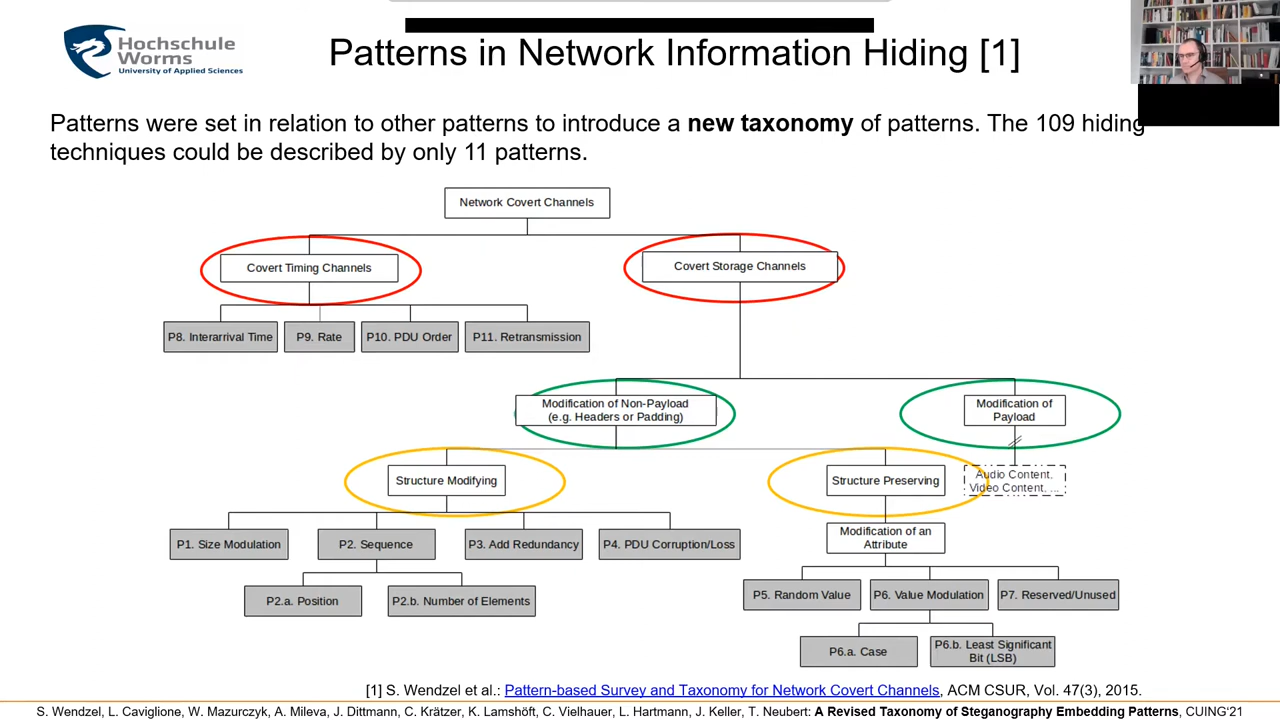 Hochschule
Worms
University of Applied Sciences
Patterns in Network Information Hiding [1]
Patterns were set in relation to other patterns to introduce a new taxonomy of patterns. The 109 hiding
techniques could be described by only 11 patterns.
Network Covert Channels
Covert Timing Channels
Covert Storage Channels
P8. Interarrival Time
P9. Rate
P10. PDU Order
P11. Retransmission
Modification of Non-Payload
(e.g. Headers or Padding)
Modification of
Payload
Structure Modifying
Structure Preserving
Audio Content,
Video Content, ...
Modification of an
Attribute
P1. Size Modulation
P2. Sequence
P3. Add Redundancy
P4. PDU Corruption/Loss
P2.a. Position
P2.b. Number of Elements
P5. Random Value
P6. Value Modulation
P7. Reserved/Unused
P6.a. Case
P6.b. Least Significant
Bit (LSB)
[1] S. Wendzel et al.: Pattern-based Survey and Taxonomy for Network Covert Channels, ACM CSUR, Vol. 47(3), 2015.
S. Wendzel, L. Caviglione, W. Mazurczyk, A. Mileva, J. Dittmann, C. Krätzer, K. Lamshöft, C. Vielhauer, L. Hartmann, J. Keller, T. Neubert: A Revised Taxonomy of Steganography Embedding Patterns, CUING‘21